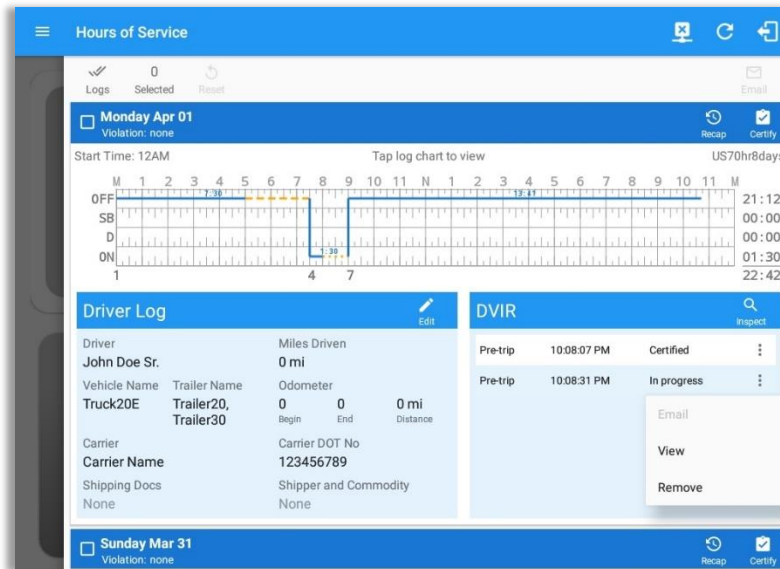 Hours of Service
Logs
0
Selected
Reset
Email
Monday Apr 01
Violation: none
Recap
Certify
Start Time: 12AM
Tap log chart to view
US70hr8days
M 1 2 3 4 5 6 7 8 9 10 11 N 1 2 3 4 5 6 7 8 9 10 11 M
OFF 7:30 13:41 21:12
SB 00:00
D 00:00
ON 1:30 01:30
1 4 7 22:42
Driver Log
Edit
Driver
John Doe Sr.
Miles Driven
0 mi
Vehicle Name
Truck20E
Trailer Name
Trailer20,
Trailer30
Odometer
0 0 0 mi
Begin End Distance
Carrier
Carrier Name
Carrier DOT No
123456789
Shipping Docs
None
Shipper and Commodity
None
DVIR
Inspect
Pre-trip 10:08:07 PM Certified
Pre-trip 10:08:31 PM In progress
Email
View
Remove
Sunday Mar 31
Violation: none
Recap
Certify